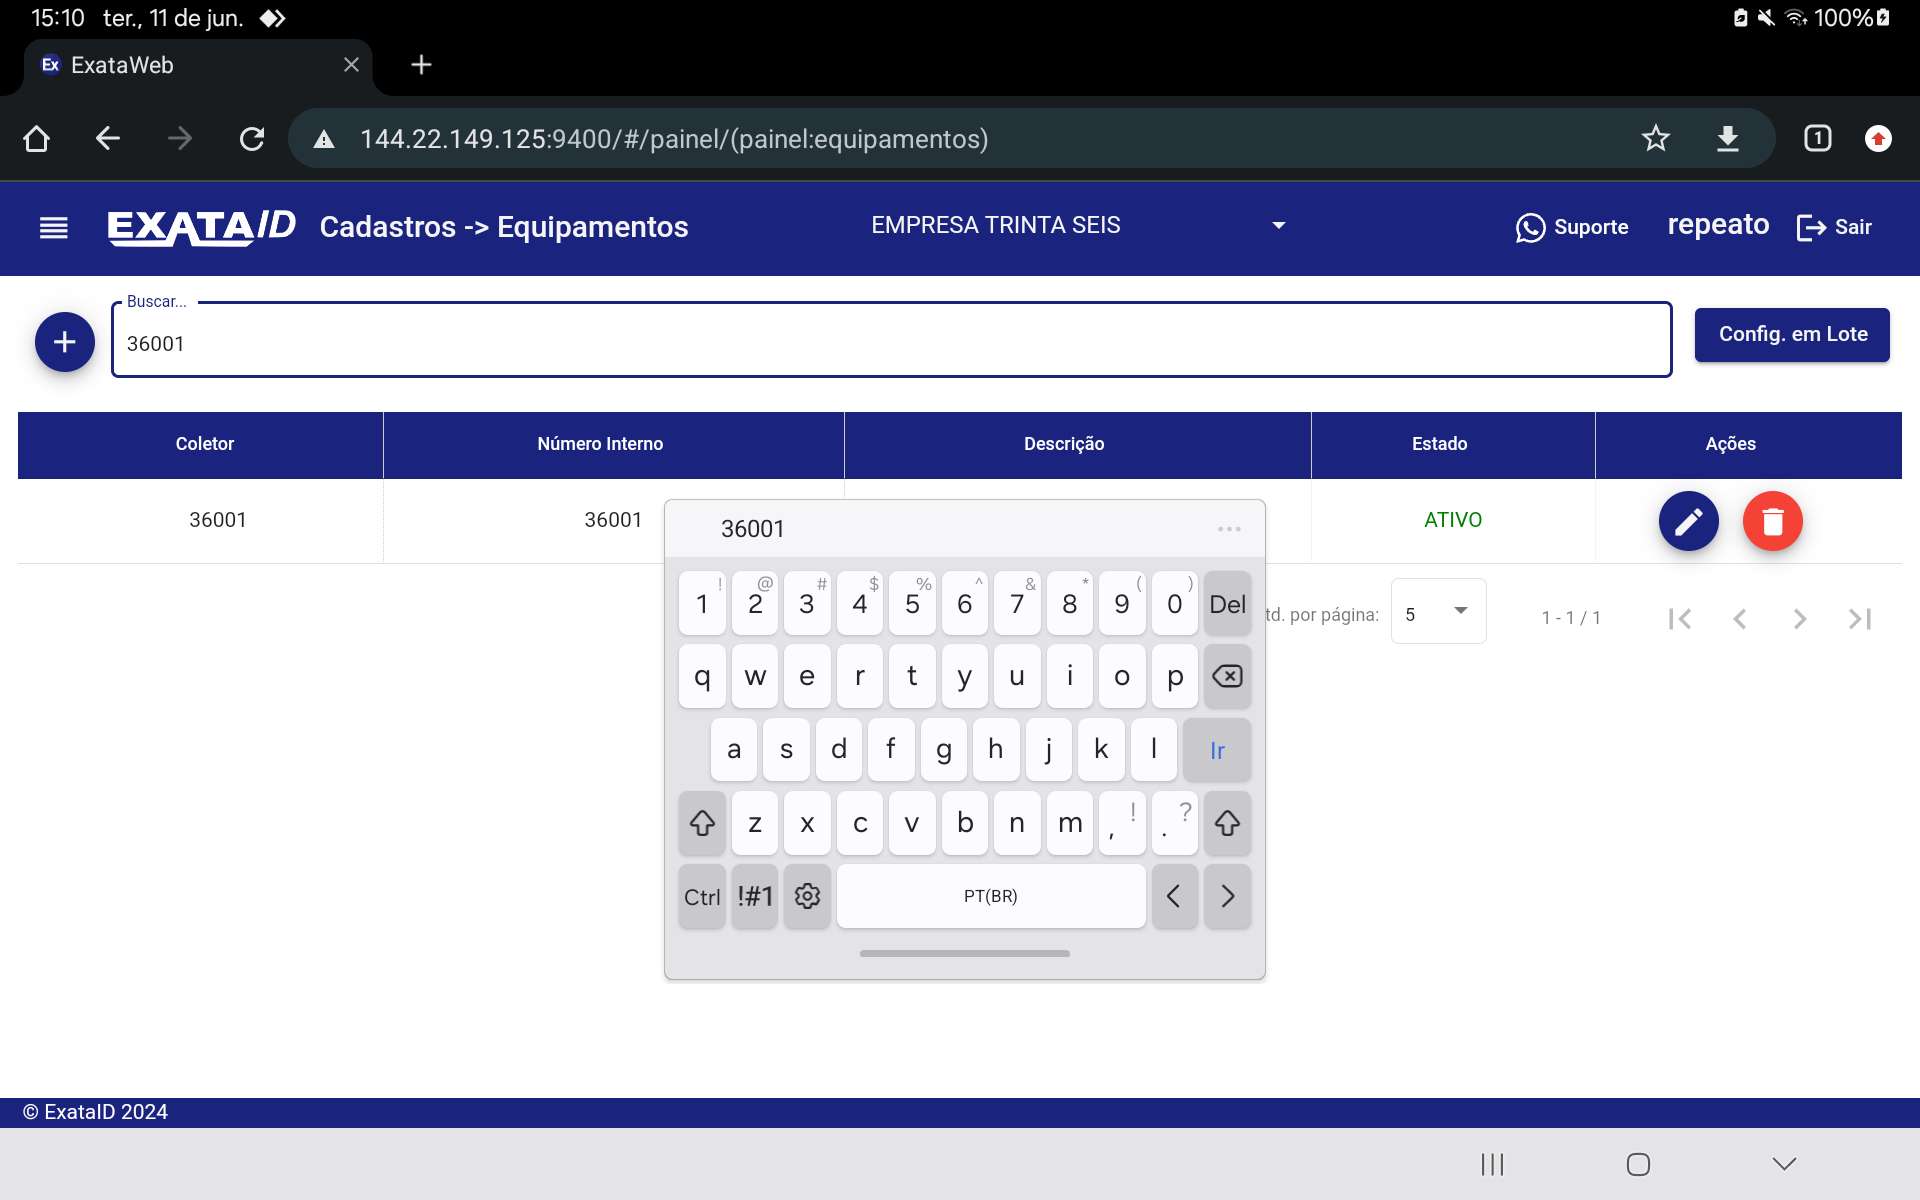 15:10 ter., 11 de jun. 100%
Ex ExataWeb
144.22.149.125:9400/#/painel/(painel:equipamentos) 1
EXATAID Cadastros -> Equipamentos EMPRESA TRINTA SEIS Suporte repeato Sair
Buscar...
36001
Config. em Lote
Coletor Número Interno Descrição Estado Ações
36001 36001 ATIVO
td. por página: 5 1 - 1 / 1
36001 ...
! @ # $ % ^ & * ( )
1 2 3 4 5 6 7 8 9 0 Del
q w e r t y u i o p
a s d f g h j k l Ir
z x c v b n m , ! . ?
Ctrl !#1 PT(BR) < >
© ExataID 2024